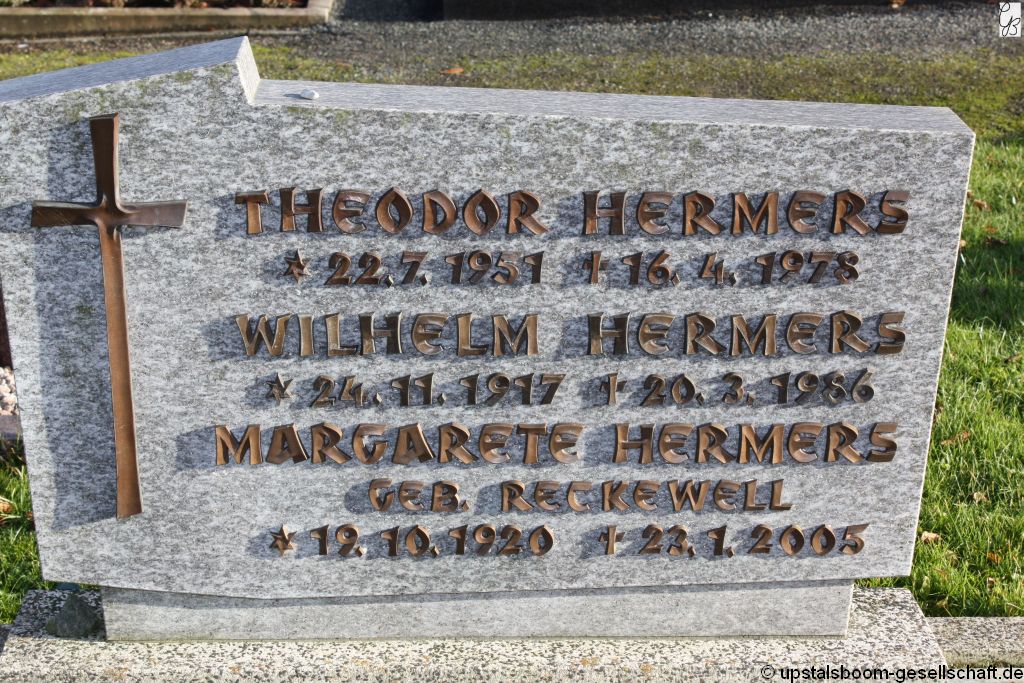 THEODOR HERMERS
* 22. 7. 1951 † 16. 4. 1978
WILHELM HERMERS
* 24. 11. 1917 † 20. 3. 1986
MARGARETE HERMERS
GEB. RECKEWELL
* 19. 10. 1920 † 23. 1. 2005
© upstalsboom-gesellschaft.de